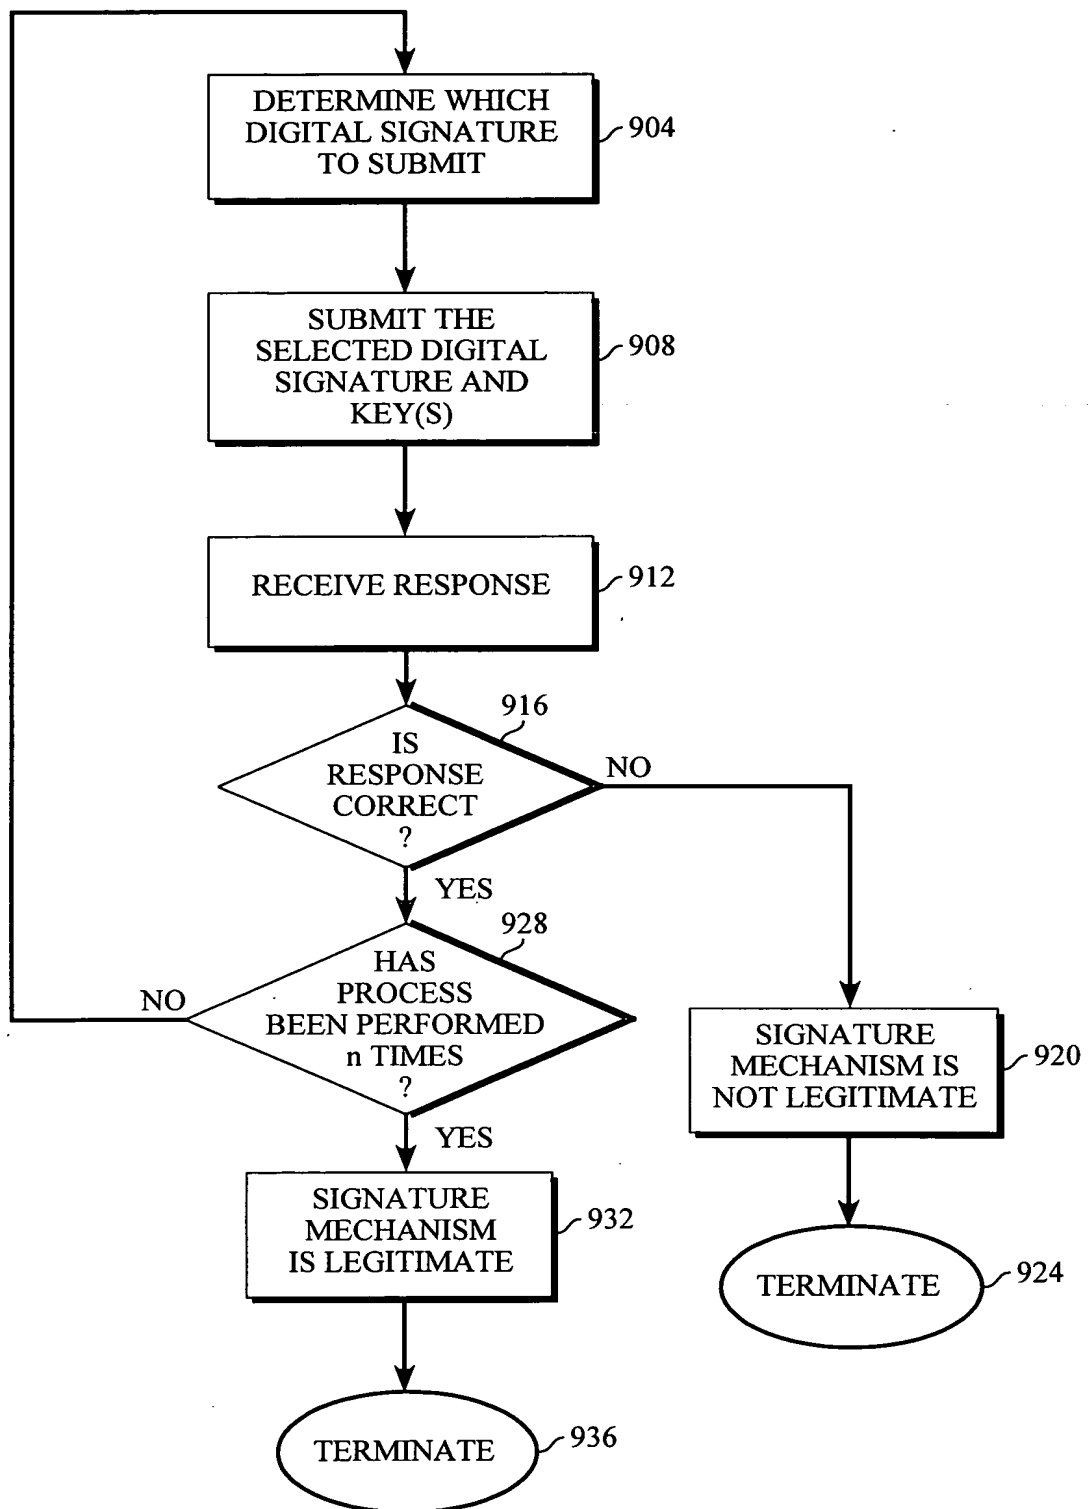 DETERMINE WHICH
DIGITAL SIGNATURE
TO SUBMIT
904
SUBMIT THE
SELECTED DIGITAL
SIGNATURE AND
KEY(S)
908
RECEIVE RESPONSE
912
916
IS
RESPONSE
CORRECT
?
NO
YES
928
HAS
PROCESS
BEEN PERFORMED
n TIMES
?
NO
YES
SIGNATURE
MECHANISM IS
NOT LEGITIMATE
920
SIGNATURE
MECHANISM
IS LEGITIMATE
932
TERMINATE
924
TERMINATE
936